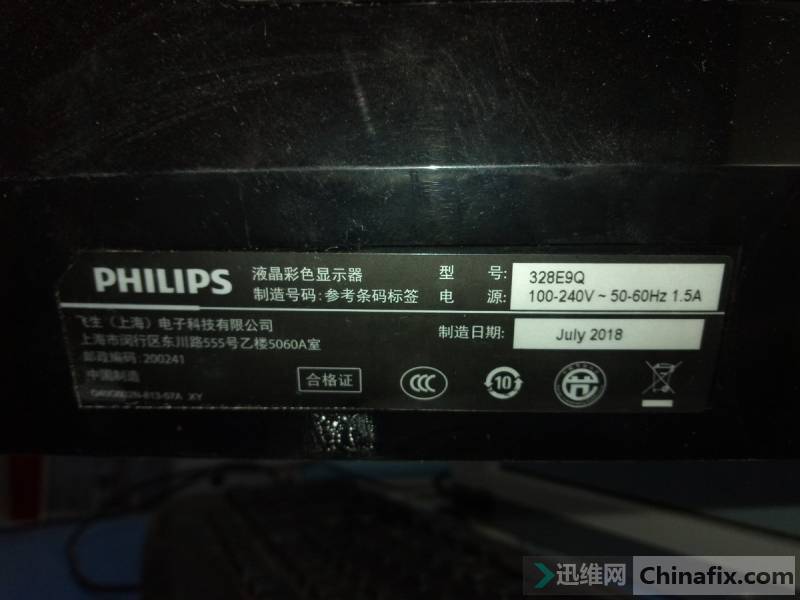 PHILIPS
液晶彩色显示器
制造号码:参考条码标签
型 号: 328E9Q
电 源: 100-240V ~ 50-60Hz 1.5A
飞生(上海)电子科技有限公司
上海市闵行区东川路555号乙楼5060A室
邮政编码: 200241
中国制造
制造日期: July 2018
合格证
CCC
10
迅维网
Chinafix.com